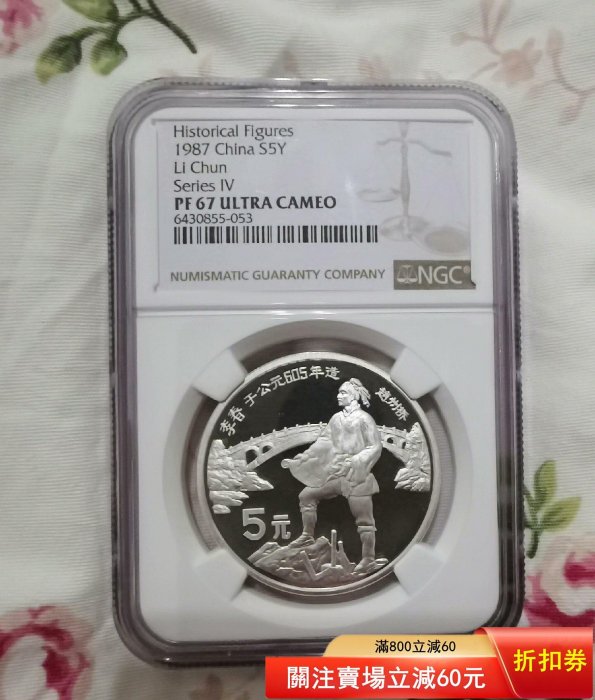 Historical Figures
1987 China S5Y
Li Chun
Series IV
PF 67 ULTRA CAMEO
6430855-053
NUMISMATIC GUARANTY COMPANY
NGC
李春 于公元605年造 趙州橋
5元
滿800立減60
關注賣場立減60元
折扣券